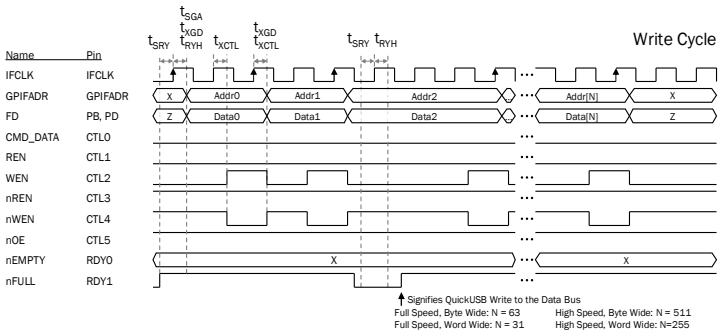 Write Cycle
tSGA
tXGD
tRYH
tSRY
tXCTL
tXGD
tXCTL
tSRY
tRYH
Name Pin
IFCLK IFCLK
GPIFADR GPIFADR X Addr0 Addr1 Addr2 ... Addr[N] X
FD PB, PD Z Data0 Data1 Data2 ... Data[N] Z
CMD_DATA CTL0 ...
REN CTL1 ...
WEN CTL2 ...
nREN CTL3 ...
nWEN CTL4 ...
nOE CTL5 ...
nEMPTY RDY0 X ... X
nFULL RDY1 ...
Signifies QuickUSB Write to the Data Bus
Full Speed, Byte Wide: N = 63 High Speed, Byte Wide: N = 511
Full Speed, Word Wide: N = 31 High Speed, Word Wide: N=255